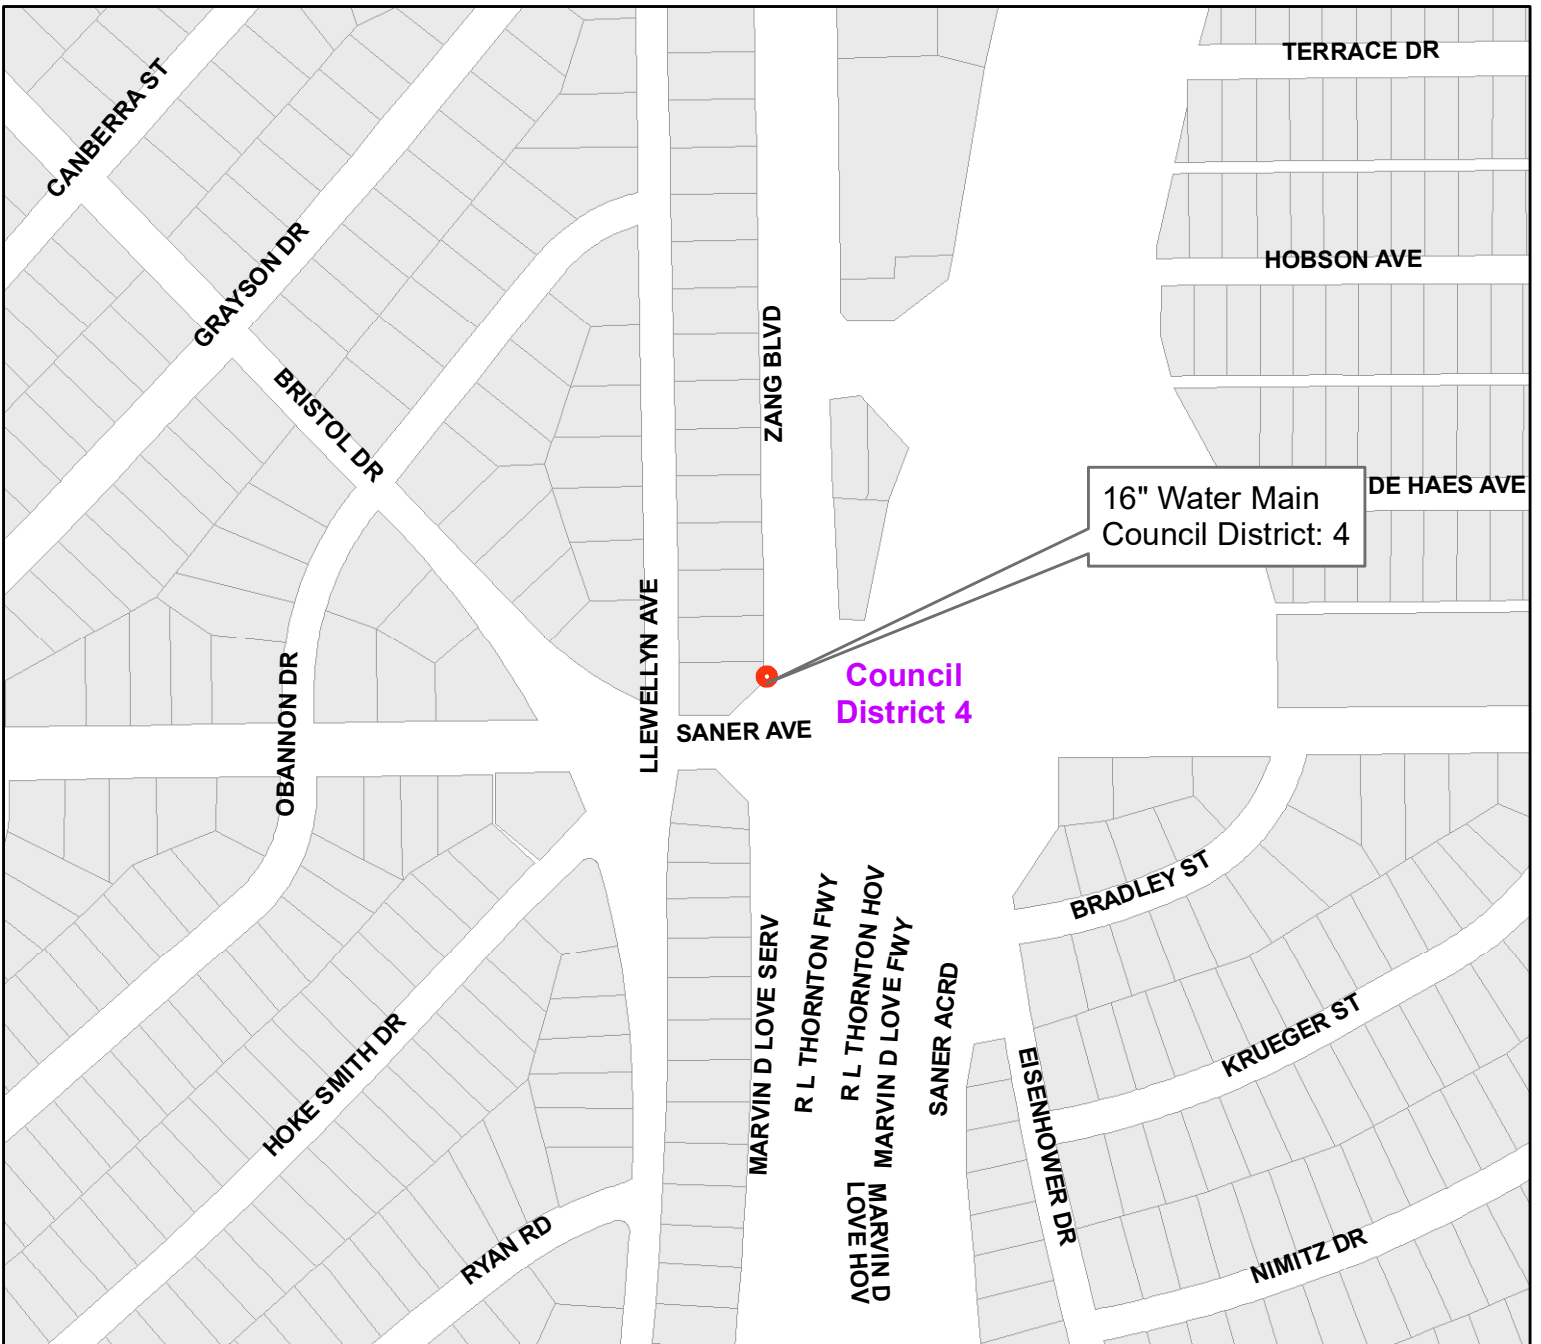 TERRACE DR
CANBERRA ST
HOBSON AVE
GRAYSON DR
ZANG BLVD
BRISTOL DR
16" Water Main
Council District: 4
DE HAES AVE
LLEWELLYN AVE
OBANNON DR
Council
District 4
SANER AVE
BRADLEY ST
MARVIN D LOVE SERV
R L THORNTON FWY
R L THORNTON HOV
MARVIN D LOVE FWY
SANER ACRD
KRUEGER ST
HOKE SMITH DR
EISENHOWER DR
MARVIN D
LOVE HOV
RYAN RD
NIMITZ DR